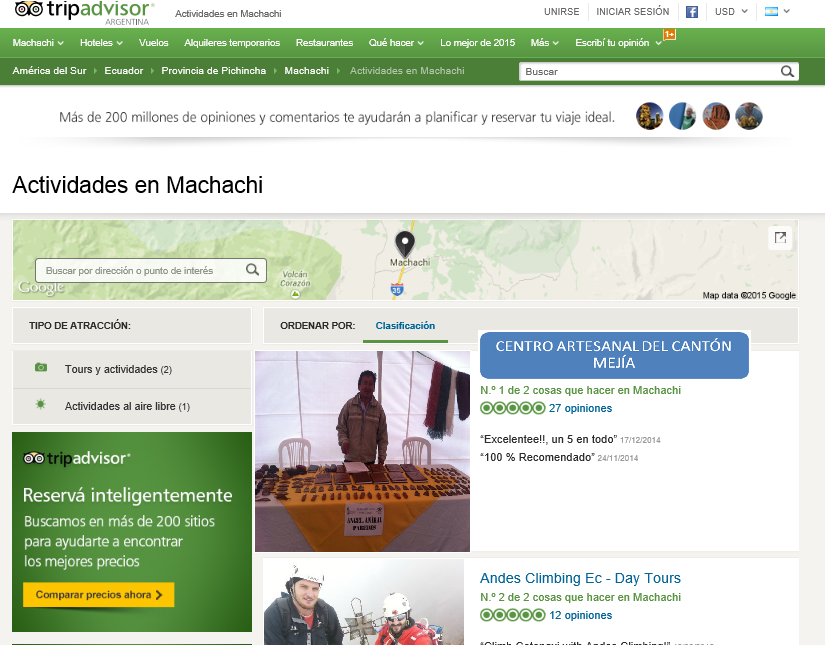 tripadvisor®
ARGENTINA
Actividades en Machachi
UNIRSE
INICIAR SESIÓN
USD
Machachi
Hoteles
Vuelos
Alquileres temporarios
Restaurantes
Qué hacer
Lo mejor de 2015
Más
Escribí tu opinión
1+
América del Sur
Ecuador
Provincia de Pichincha
Machachi
Actividades en Machachi
Buscar
Más de 200 millones de opiniones y comentarios te ayudarán a planificar y reservar tu viaje ideal.
Actividades en Machachi
Machachi
Buscar por dirección o punto de interés
Volcán
Corazón
35
Google
Map data ©2015 Google
TIPO DE ATRACCIÓN:
Tours y actividades (2)
Actividades al aire libre (1)
tripadvisor®
Reservá inteligentemente
Buscamos en más de 200 sitios
para ayudarte a encontrar
los mejores precios
Comparar precios ahora
ORDENAR POR:
Clasificación
CENTRO ARTESANAL DEL CANTÓN
MEJÍA
N.º 1 de 2 cosas que hacer en Machachi
27 opiniones
“Excelentee!!, un 5 en todo” 17/12/2014
“100 % Recomendado” 24/11/2014
ANGEL ANIBAL
PAREDES
Andes Climbing Ec - Day Tours
N.º 2 de 2 cosas que hacer en Machachi
12 opiniones
“Climb Cotopaxi with Andes Climbing!”